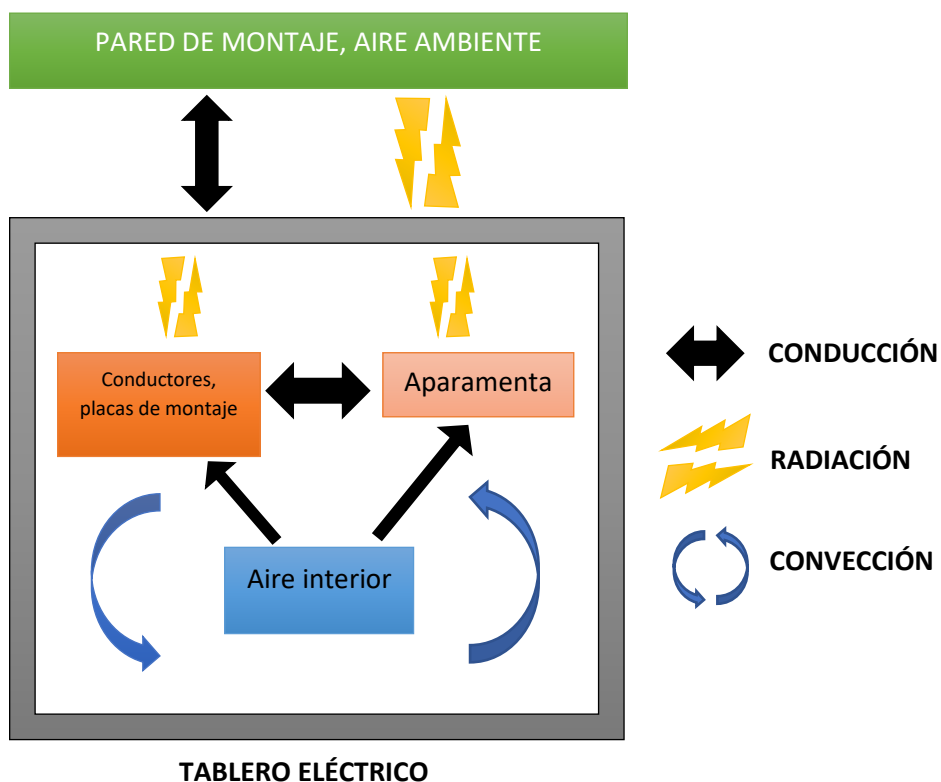 PARED DE MONTAJE, AIRE AMBIENTE
Conductores,
placas de montaje
Aparamenta
Aire interior
CONDUCCIÓN
RADIACIÓN
CONVECCIÓN
TABLERO ELÉCTRICO